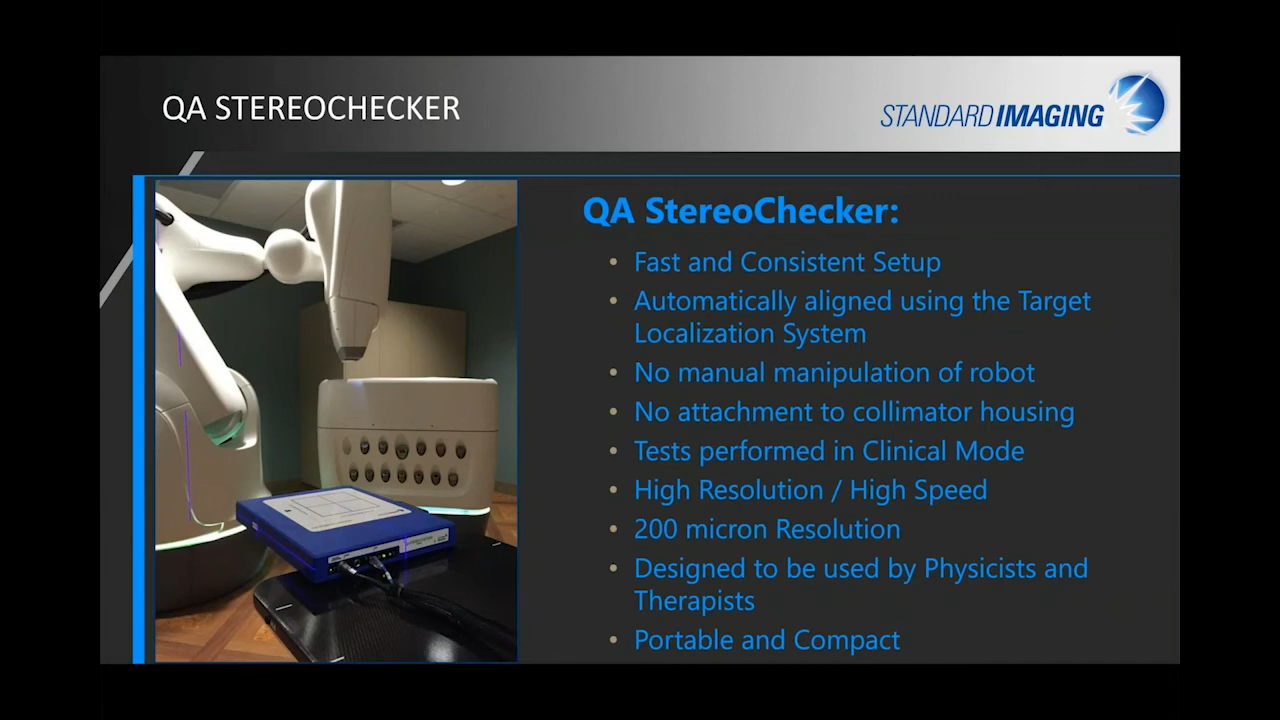 QA STEREOCHECKER
STANDARD IMAGING
QA StereoChecker:
• Fast and Consistent Setup
• Automatically aligned using the Target
Localization System
• No manual manipulation of robot
• No attachment to collimator housing
• Tests performed in Clinical Mode
• High Resolution / High Speed
• 200 micron Resolution
• Designed to be used by Physicists and
Therapists
• Portable and Compact